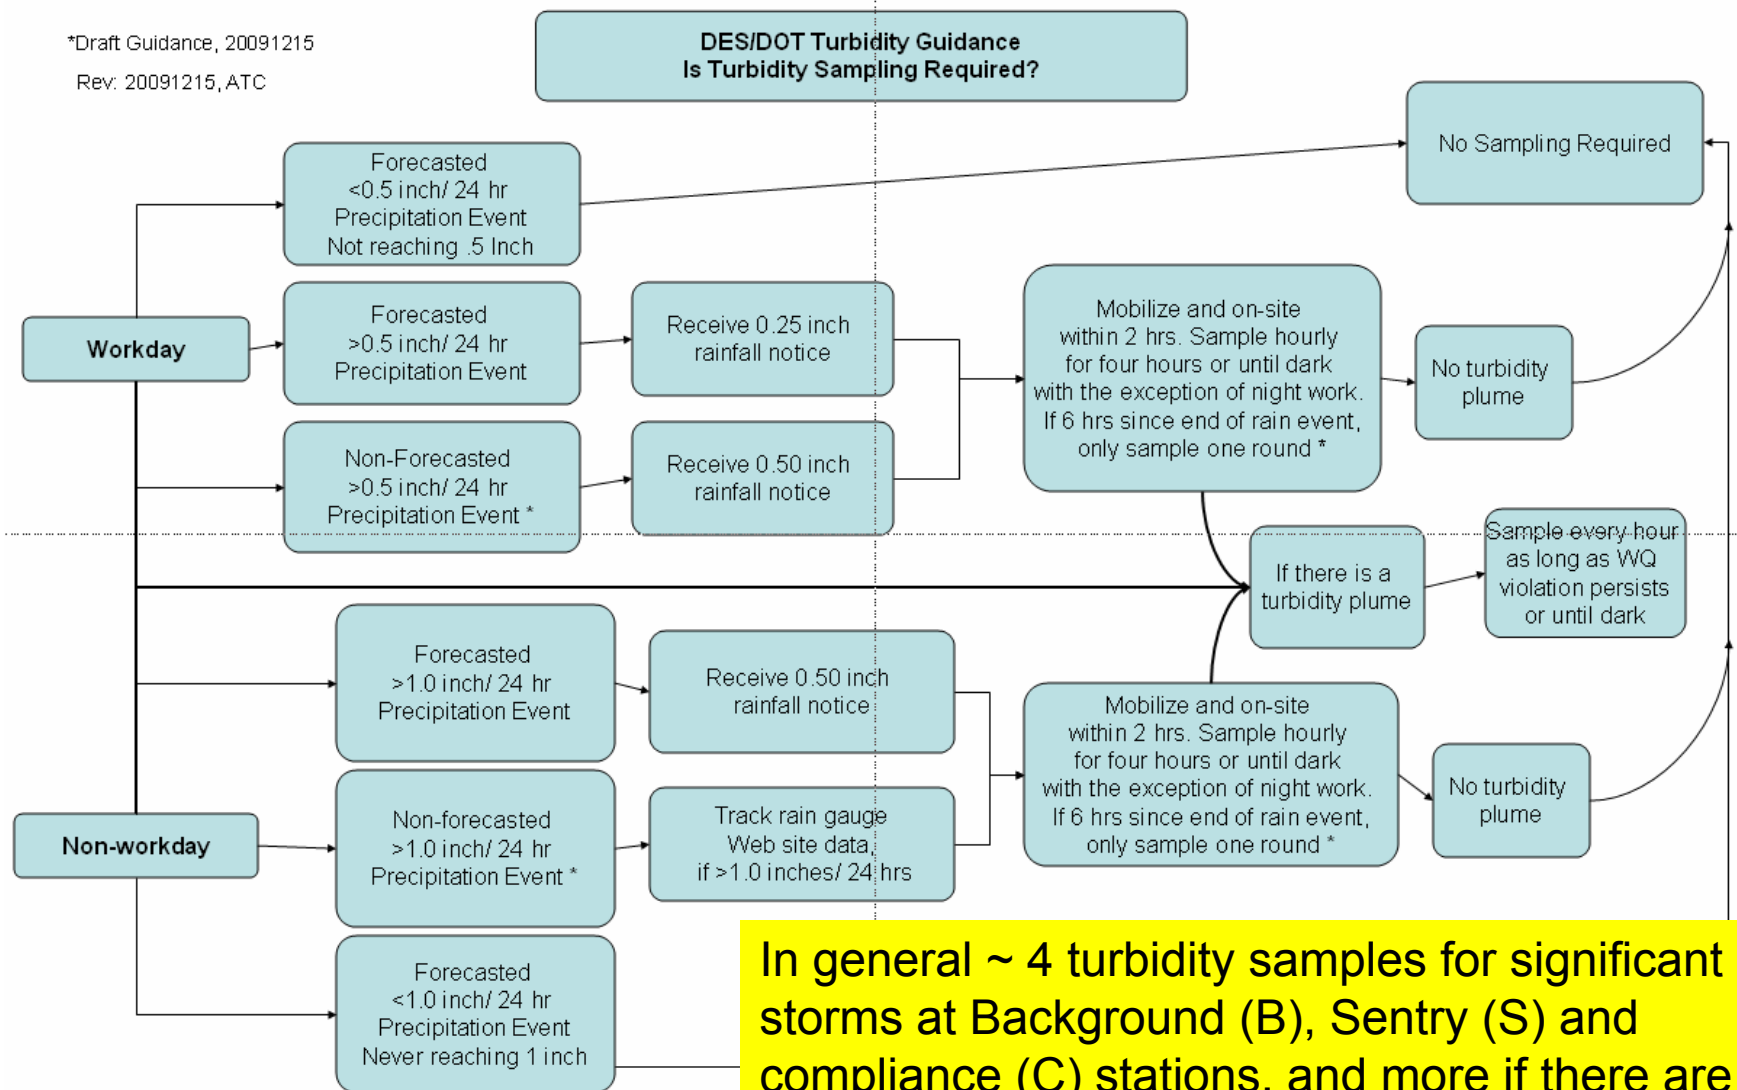 *Draft Guidance, 20091215
Rev: 20091215, ATC
DES/DOT Turbidity Guidance
Is Turbidity Sampling Required?
No Sampling Required
Forecasted
<0.5 inch/ 24 hr
Precipitation Event
Not reaching .5 Inch
Workday
Forecasted
>0.5 inch/ 24 hr
Precipitation Event
Receive 0.25 inch
rainfall notice
Mobilize and on-site
within 2 hrs. Sample hourly
for four hours or until dark
with the exception of night work.
If 6 hrs since end of rain event,
only sample one round *
No turbidity
plume
Non-Forecasted
>0.5 inch/ 24 hr
Precipitation Event *
Receive 0.50 inch
rainfall notice
If there is a
turbidity plume
Sample every hour
as long as WQ
violation persists
or until dark
Forecasted
>1.0 inch/ 24 hr
Precipitation Event
Receive 0.50 inch
rainfall notice
Mobilize and on-site
within 2 hrs. Sample hourly
for four hours or until dark
with the exception of night work.
If 6 hrs since end of rain event,
only sample one round *
No turbidity
plume
Non-workday
Non-forecasted
>1.0 inch/ 24 hr
Precipitation Event *
Track rain gauge
Web site data,
if >1.0 inches/ 24 hrs
Forecasted
<1.0 inch/ 24 hr
Precipitation Event
Never reaching 1 inch
In general ~ 4 turbidity samples for significant
storms at Background (B), Sentry (S) and
compliance (C) stations, and more if there are